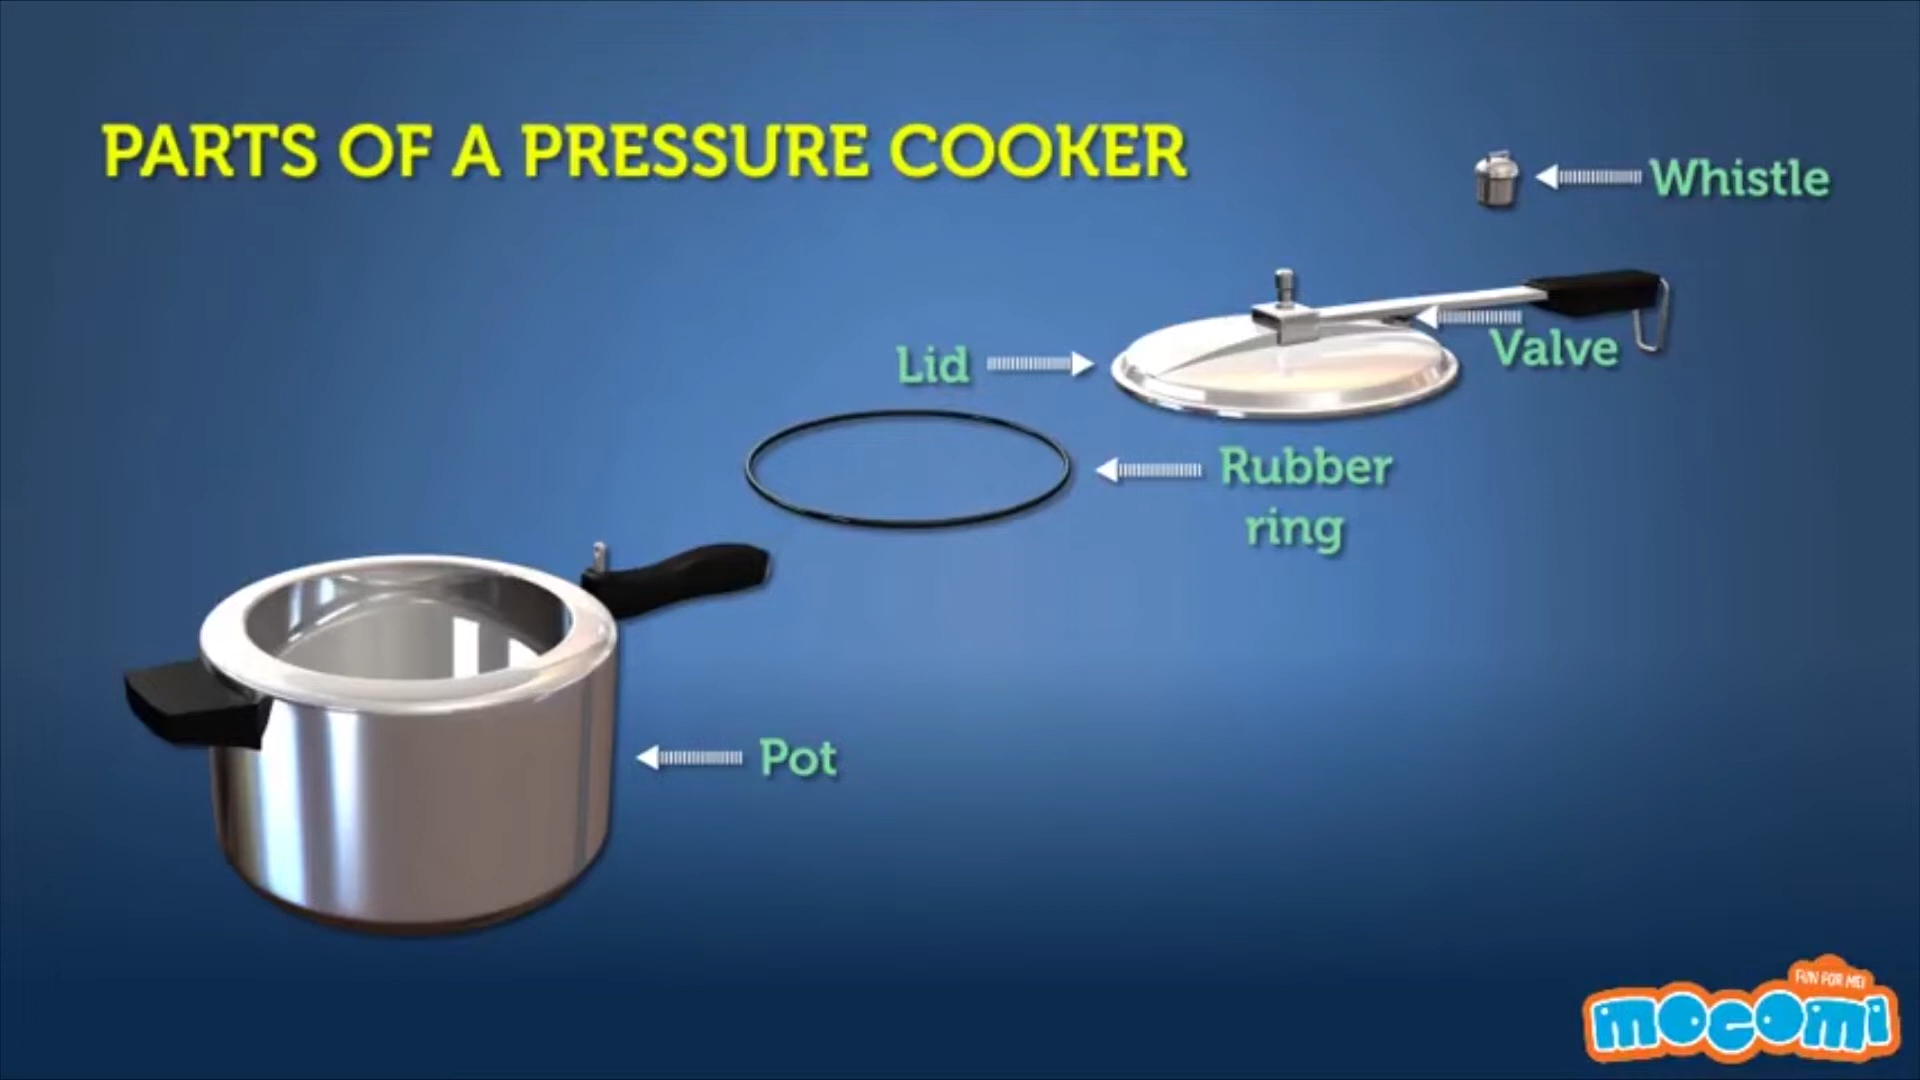 PARTS OF A PRESSURE COOKER
Whistle
Valve
Lid
Rubber
ring
Pot
FUN FOR ME!
mocomi